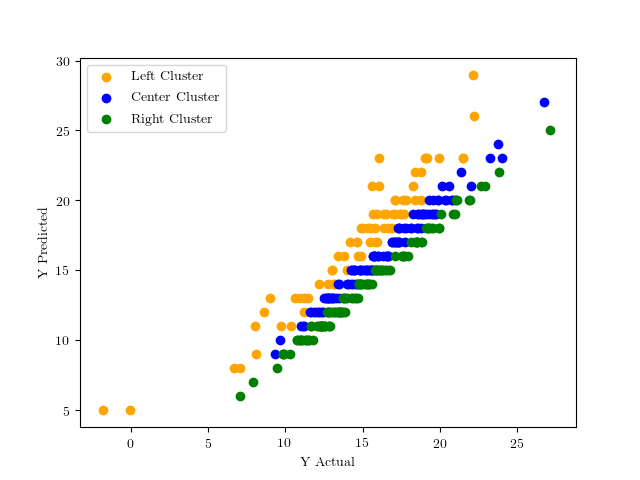 30
25
20
15
10
5
Y Predicted
Left Cluster
Center Cluster
Right Cluster
0 5 10 15 20 25
Y Actual